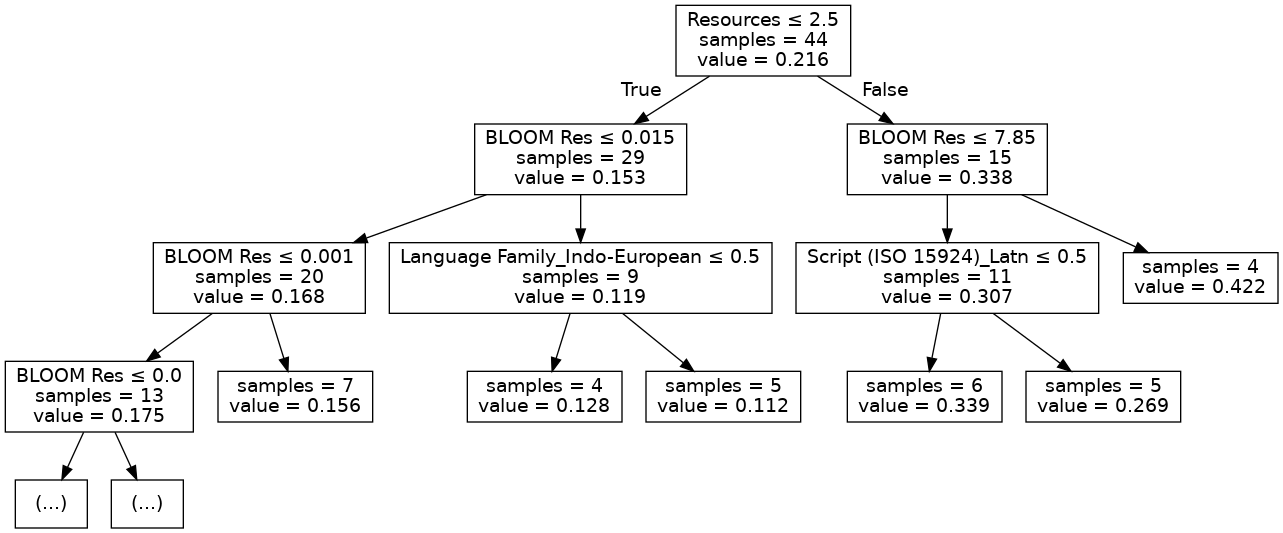 Resources ≤ 2.5
samples = 44
value = 0.216
True
False
BLOOM Res ≤ 0.015
samples = 29
value = 0.153
BLOOM Res ≤ 7.85
samples = 15
value = 0.338
BLOOM Res ≤ 0.001
samples = 20
value = 0.168
Language Family_Indo-European ≤ 0.5
samples = 9
value = 0.119
Script (ISO 15924)_Latn ≤ 0.5
samples = 11
value = 0.307
samples = 4
value = 0.422
BLOOM Res ≤ 0.0
samples = 13
value = 0.175
samples = 7
value = 0.156
samples = 4
value = 0.128
samples = 5
value = 0.112
samples = 6
value = 0.339
samples = 5
value = 0.269
(...)
(...)